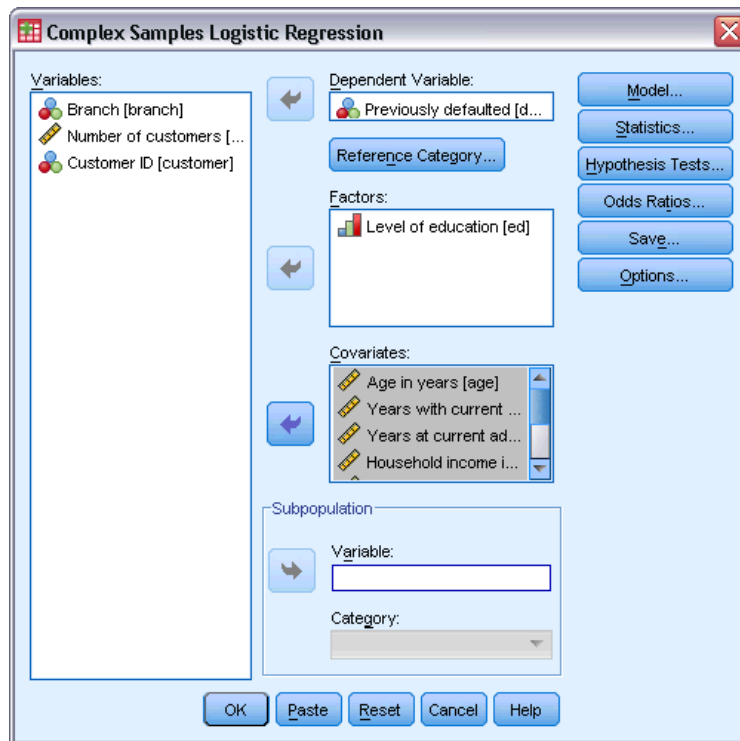 Complex Samples Logistic Regression
Variables:
Branch [branch]
Number of customers [...
Customer ID [customer]
Dependent Variable:
Previously defaulted [d...
Reference Category...
Factors:
Level of education [ed]
Covariates:
Age in years [age]
Years with current ...
Years at current ad...
Household income i...
Subpopulation
Variable:
Category:
Model...
Statistics...
Hypothesis Tests...
Odds Ratios...
Save...
Options...
OK
Paste
Reset
Cancel
Help